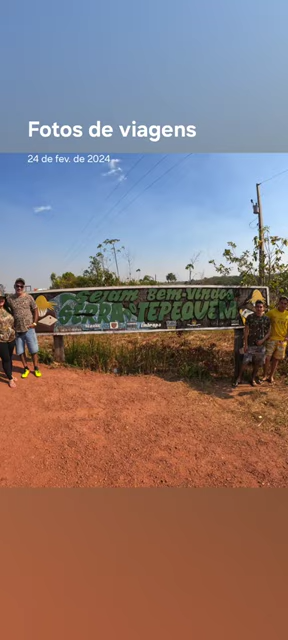 Fotos de viagens
24 de fev. de 2024
Sejam Bem-Vindos
SERRA TEPEQUEM